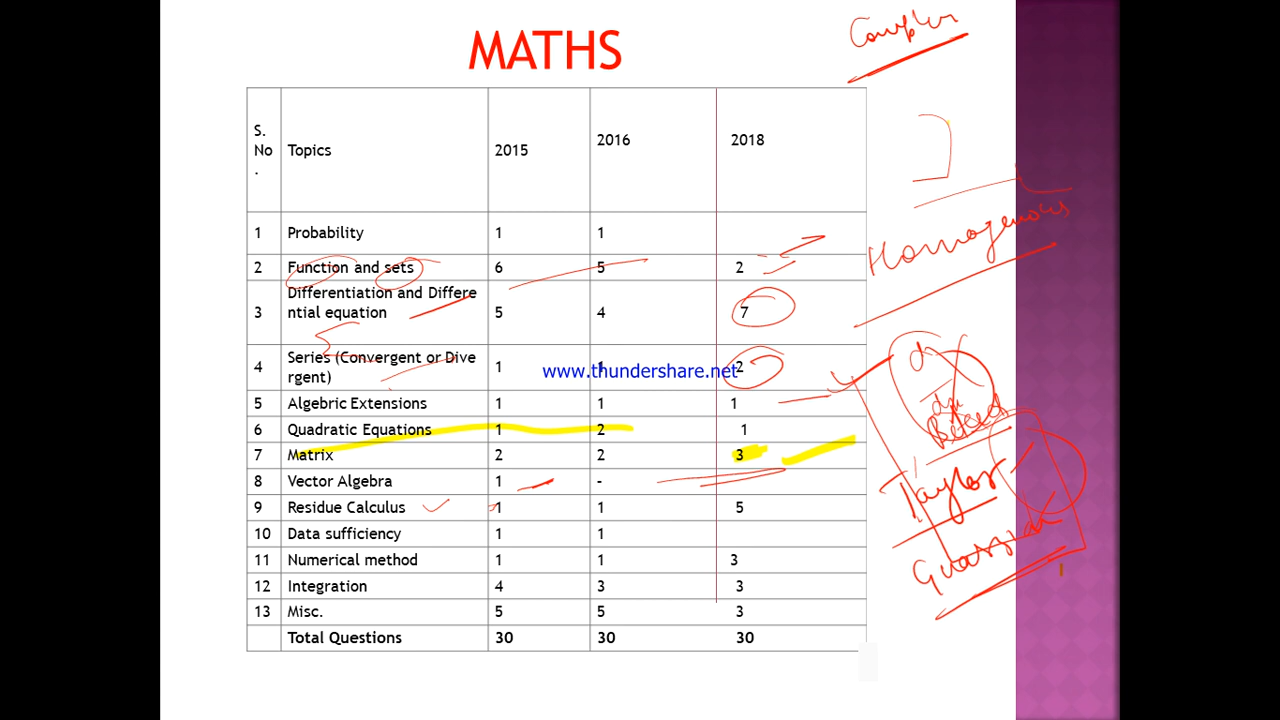 MATHS
Complex
S. No . Topics 2015 2016 2018
1 Probability 1 1
2 Function and sets 6 5 2
Homogenous
3 Differentiation and Differe
ntial equation 5 4 7
4 Series (Convergent or Dive
rgent) 1 1 2
www.thundershare.net
5 Algebric Extensions 1 1 1
6 Quadratic Equations 1 2 1
Based
7 Matrix 2 2 3
8 Vector Algebra 1 -
Taylor
9 Residue Calculus 1 1 5
10 Data sufficiency 1 1
11 Numerical method 1 1 3
12 Integration 4 3 3
13 Misc. 5 5 3
Total Questions 30 30 30